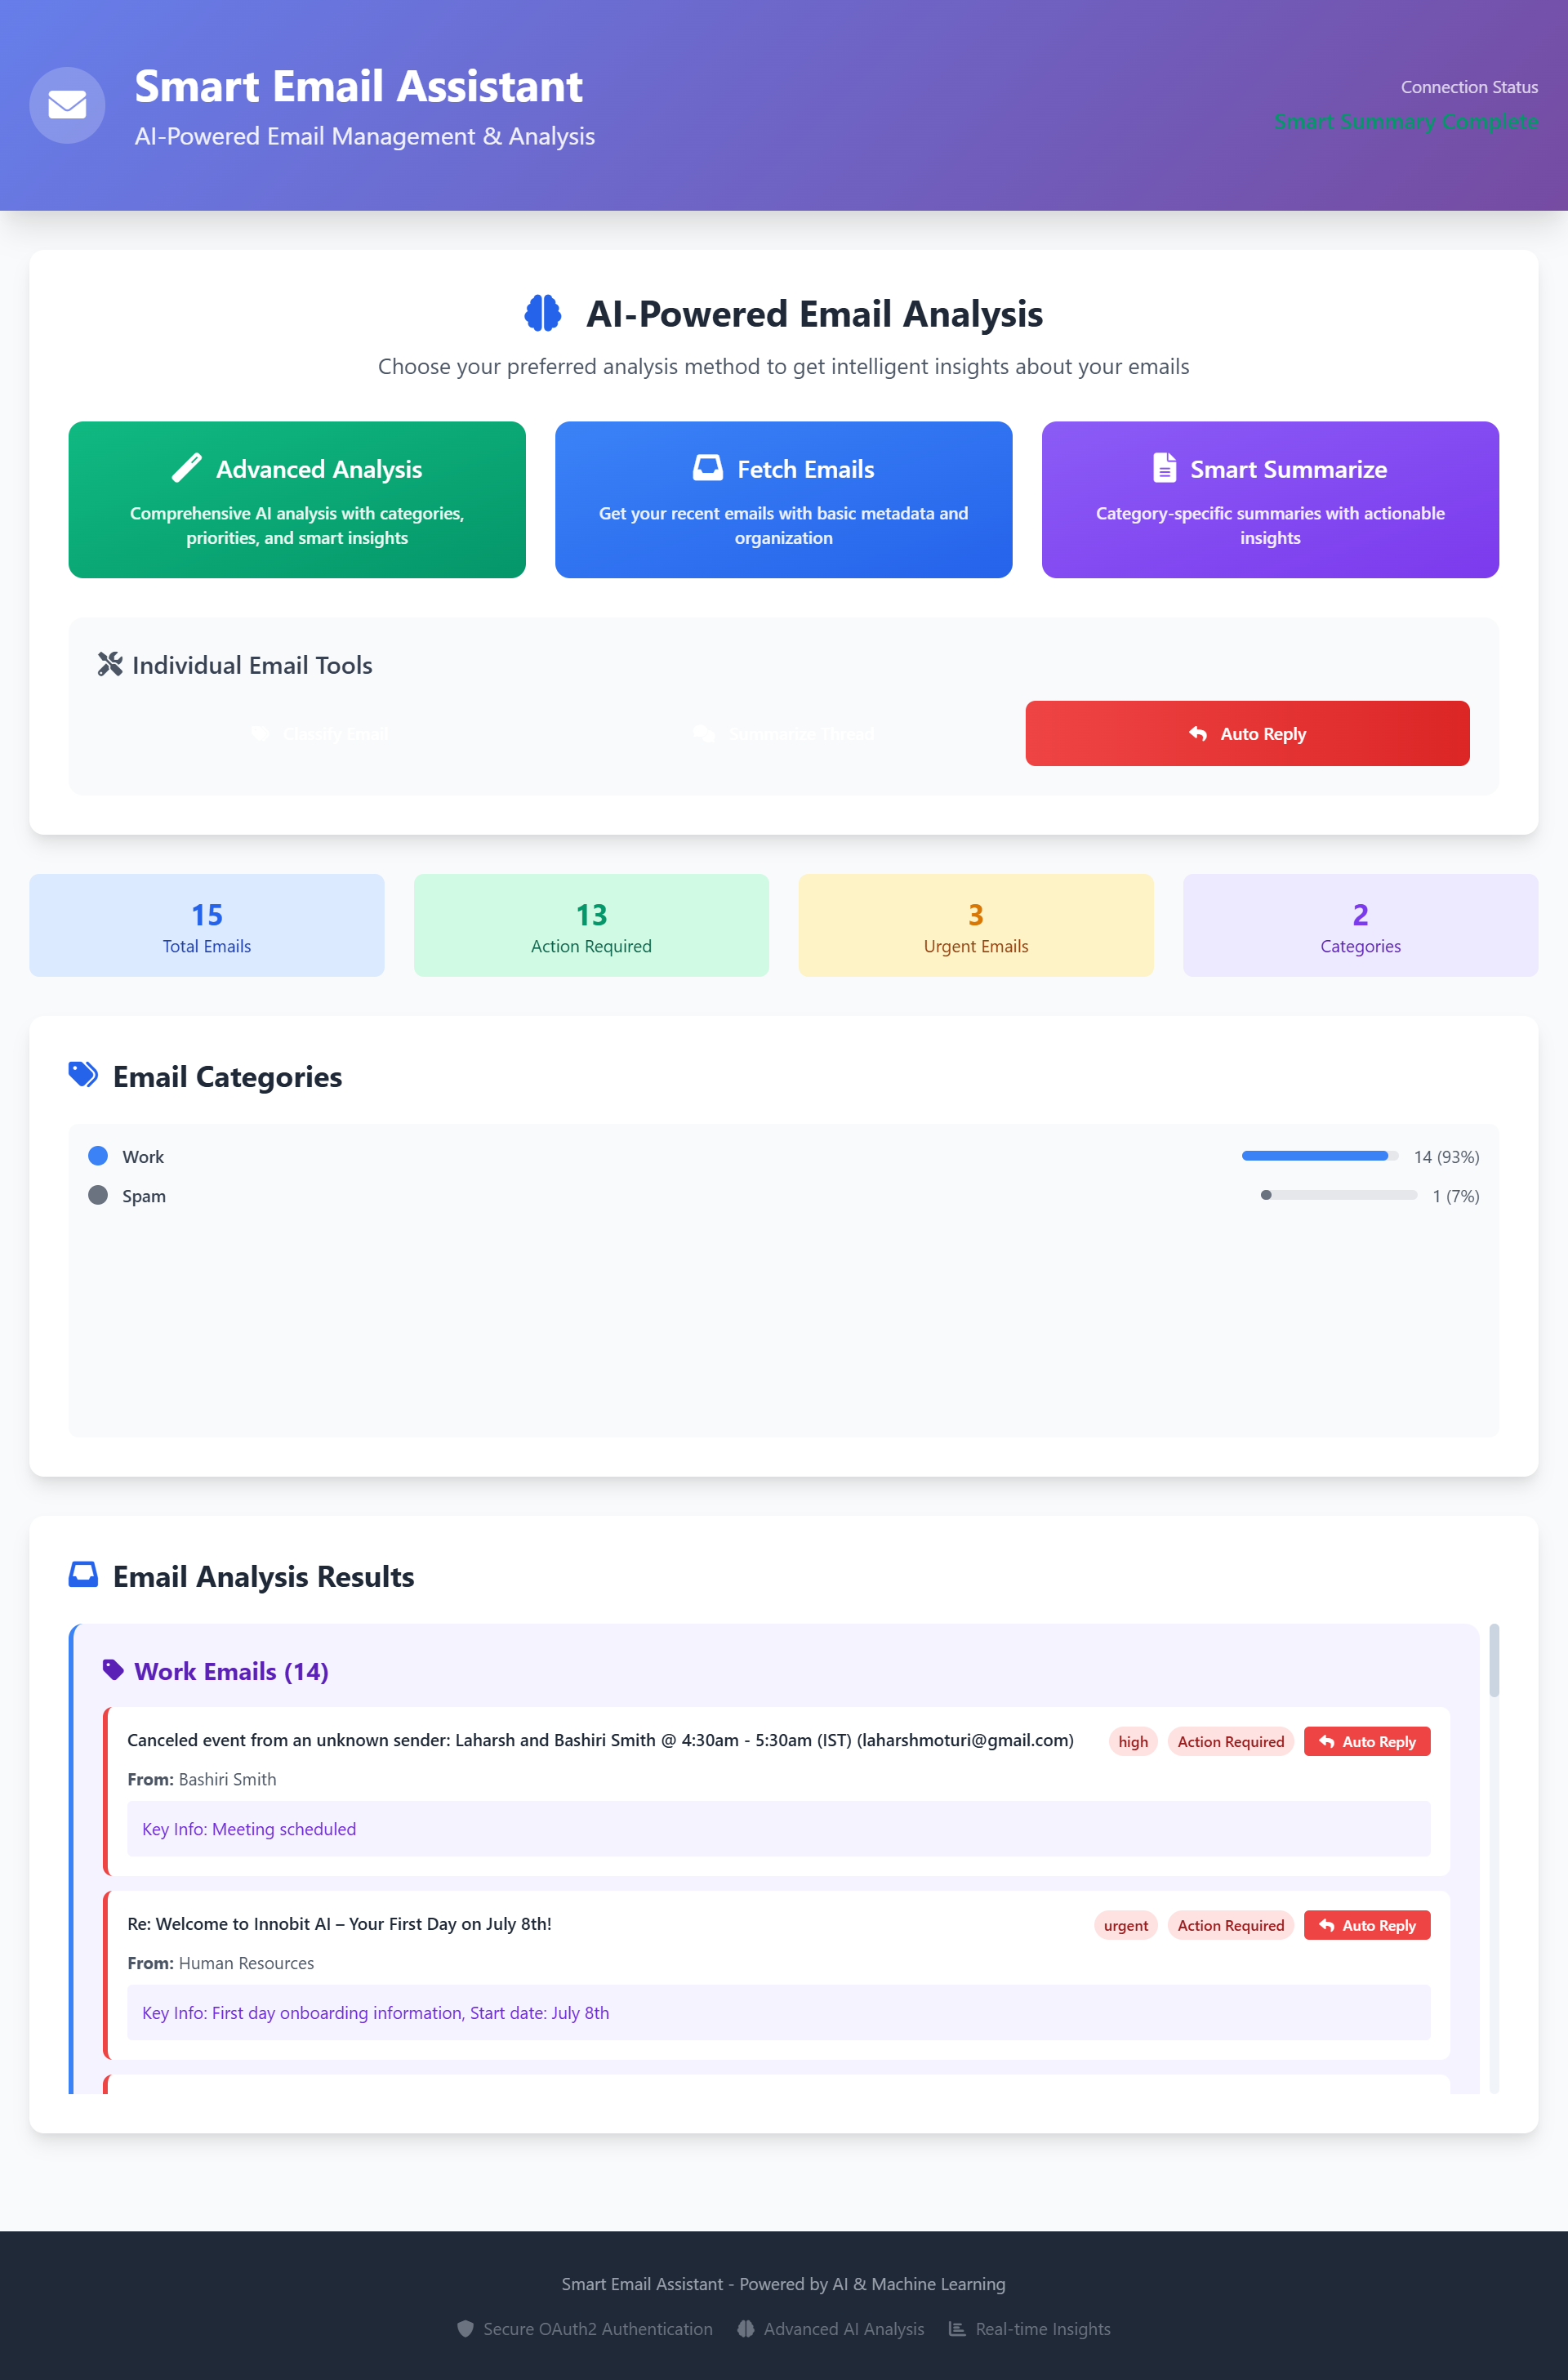 Smart Email Assistant
AI-Powered Email Management & Analysis
Connection Status
Smart Summary Complete
AI-Powered Email Analysis
Choose your preferred analysis method to get intelligent insights about your emails
Advanced Analysis
Comprehensive AI analysis with categories,
priorities, and smart insights
Fetch Emails
Get your recent emails with basic metadata and
organization
Smart Summarize
Category-specific summaries with actionable
insights
Individual Email Tools
Classify Email
Summarize Thread
Auto Reply
15
Total Emails
13
Action Required
3
Urgent Emails
2
Categories
Email Categories
Work 14 (93%)
Spam 1 (7%)
Email Analysis Results
Work Emails (14)
Canceled event from an unknown sender: Laharsh and Bashiri Smith @ 4:30am - 5:30am (IST) (laharshmoturi@gmail.com) high Action Required Auto Reply
From: Bashiri Smith
Key Info: Meeting scheduled
Re: Welcome to Innobit AI – Your First Day on July 8th! urgent Action Required Auto Reply
From: Human Resources
Key Info: First day onboarding information, Start date: July 8th
Smart Email Assistant - Powered by AI & Machine Learning
Secure OAuth2 Authentication Advanced AI Analysis Real-time Insights